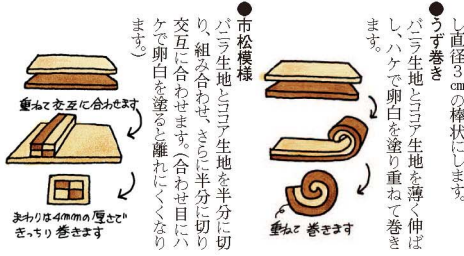 し直径3cmの棒状にします。
●うず巻き
バニラ生地とココア生地を薄く伸ば
し、ハケで卵白を塗り重ねて巻き
ます。
重ねて 巻きます
●市松模様
バニラ生地とココア生地を半分に切
り、組み合わせ、さらに半分に切り
交互に合わせます。(合わせ目にハ
ケで卵白を塗ると離れにくくなり
ます。)
重ねて交互に合わせます
まわりは4mmの厚さで
きっちり巻きます